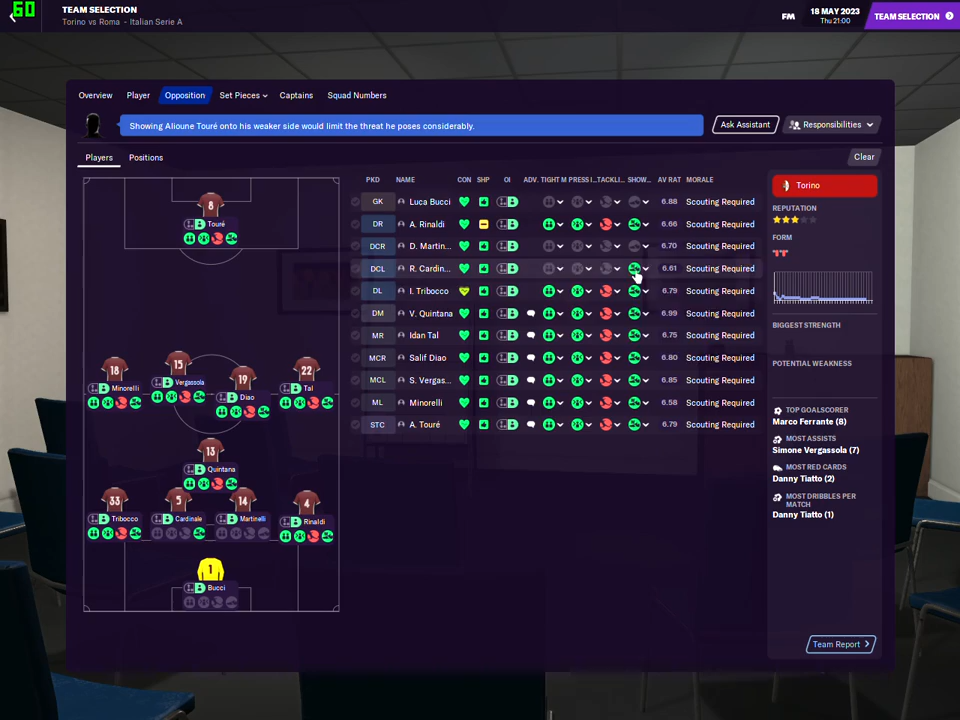 60
TEAM SELECTION
Torino vs Roma - Italian Serie A
FM
18 MAY 2023
Thu 21:00
TEAM SELECTION
Overview
Player
Opposition
Set Pieces
Captains
Squad Numbers
Showing Alioune Touré onto his weaker side would limit the threat he poses considerably.
Ask Assistant
Responsibilities
Players
Positions
Clear
8
Touré
18
Minorelli
15
Vergassola
19
Diao
22
Tal
13
Quintana
33
Tribocco
5
Cardinale
14
Martinelli
4
Rinaldi
1
Bucci
PKD NAME CON SHP OI ADV. TIGHT M PRESS I... TACKLI... SHOW... AV RAT MORALE
GK Luca Bucci 6.88 Scouting Required
DR A. Rinaldi 6.66 Scouting Required
DCR D. Martin... 6.70 Scouting Required
DCL R. Cardin... 6.61 Scouting Required
DL I. Tribocco 6.79 Scouting Required
DM V. Quintana 6.99 Scouting Required
MR Idan Tal 6.75 Scouting Required
MCR Salif Diao 6.80 Scouting Required
MCL S. Vergas... 6.85 Scouting Required
ML Minorelli 6.58 Scouting Required
STC A. Touré 6.79 Scouting Required
Torino
REPUTATION
FORM
BIGGEST STRENGTH
POTENTIAL WEAKNESS
TOP GOALSCORER
Marco Ferrante (8)
MOST ASSISTS
Simone Vergassola (7)
MOST RED CARDS
Danny Tiatto (2)
MOST DRIBBLES PER
MATCH
Danny Tiatto (1)
Team Report